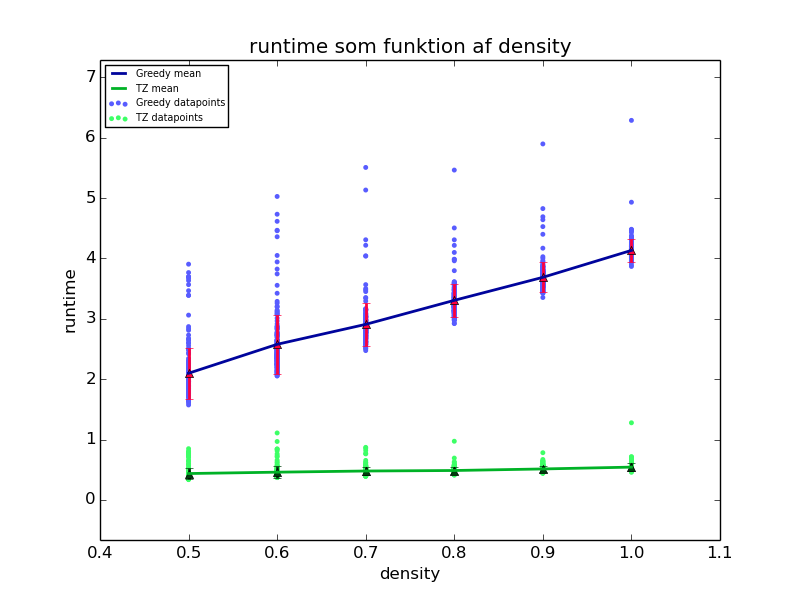 runtime som funktion af density
Greedy mean
TZ mean
Greedy datapoints
TZ datapoints
7
6
5
4
3
2
1
0
runtime
0.4 0.5 0.6 0.7 0.8 0.9 1.0 1.1
density